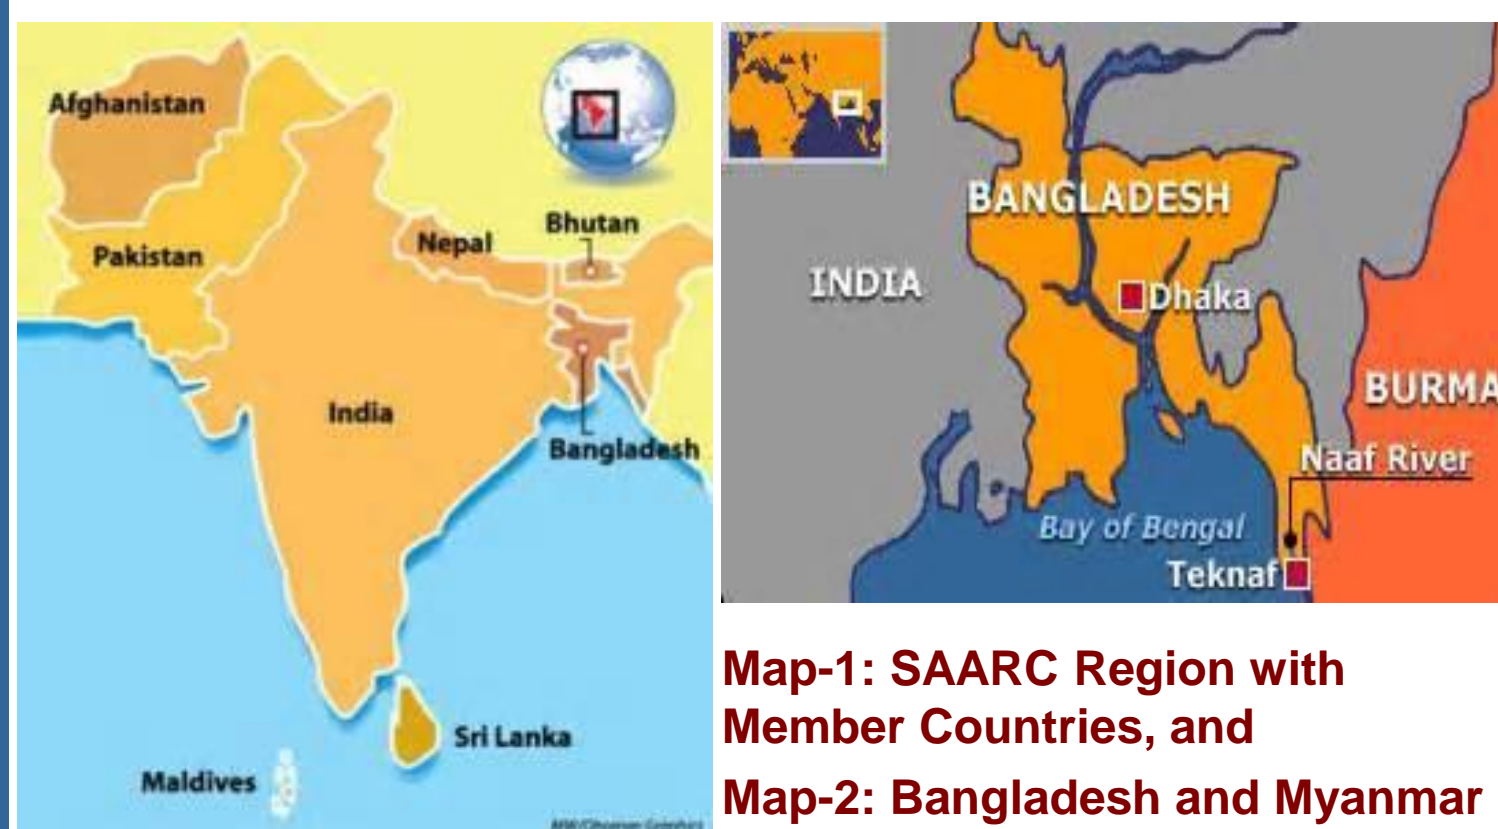 Afghanistan
Bhutan
Nepal
Pakistan
India
Bangladesh
Sri Lanka
Maldives
BANGLADESH
INDIA
Dhaka
BURMA
Naaf River
Bay of Bengal
Teknaf
Map-1: SAARC Region with
Member Countries, and
Map-2: Bangladesh and Myanmar